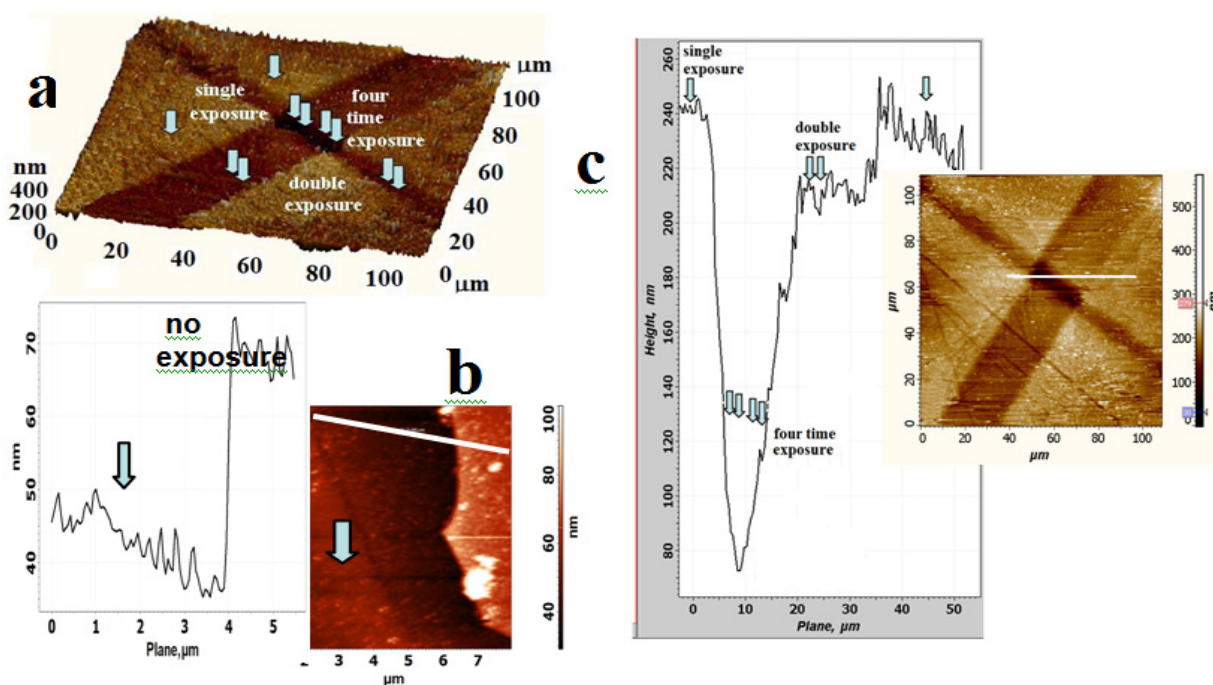 a
single
exposure
four
time
exposure
double
exposure
nm
400
200
0
0
20
40
60
80
100
μm
0
20
40
60
80
100
μm
no
exposure
nm
70
60
50
40
0
1
2
3
4
5
Plane,μm
b
100
80
60
40
nm
3
4
5
6
7
μm
c
single
exposure
double
exposure
four time
exposure
Height, nm
260
240
220
200
180
160
140
120
100
80
0
10
20
30
40
50
Plane, μm
μm
100
80
60
40
20
0
0
20
40
60
80
100
μm
500
400
300
200
100
0